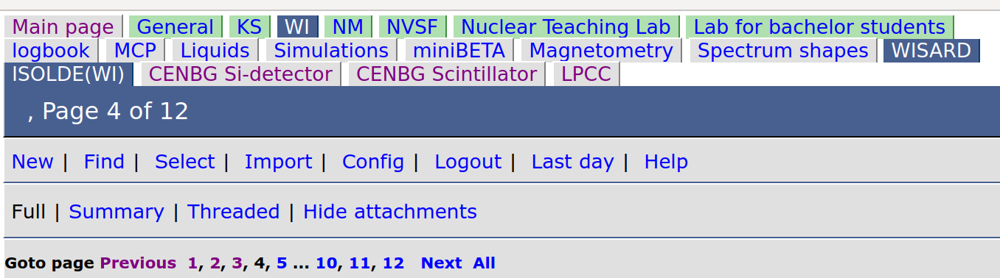 Main page General KS WI NM NVSF Nuclear Teaching Lab Lab for bachelor students
logbook MCP Liquids Simulations miniBETA Magnetometry Spectrum shapes WISARD
ISOLDE(WI) CENBG Si-detector CENBG Scintillator LPCC
, Page 4 of 12
New | Find | Select | Import | Config | Logout | Last day | Help
Full | Summary | Threaded | Hide attachments
Goto page Previous 1, 2, 3, 4, 5 ... 10, 11, 12 Next All